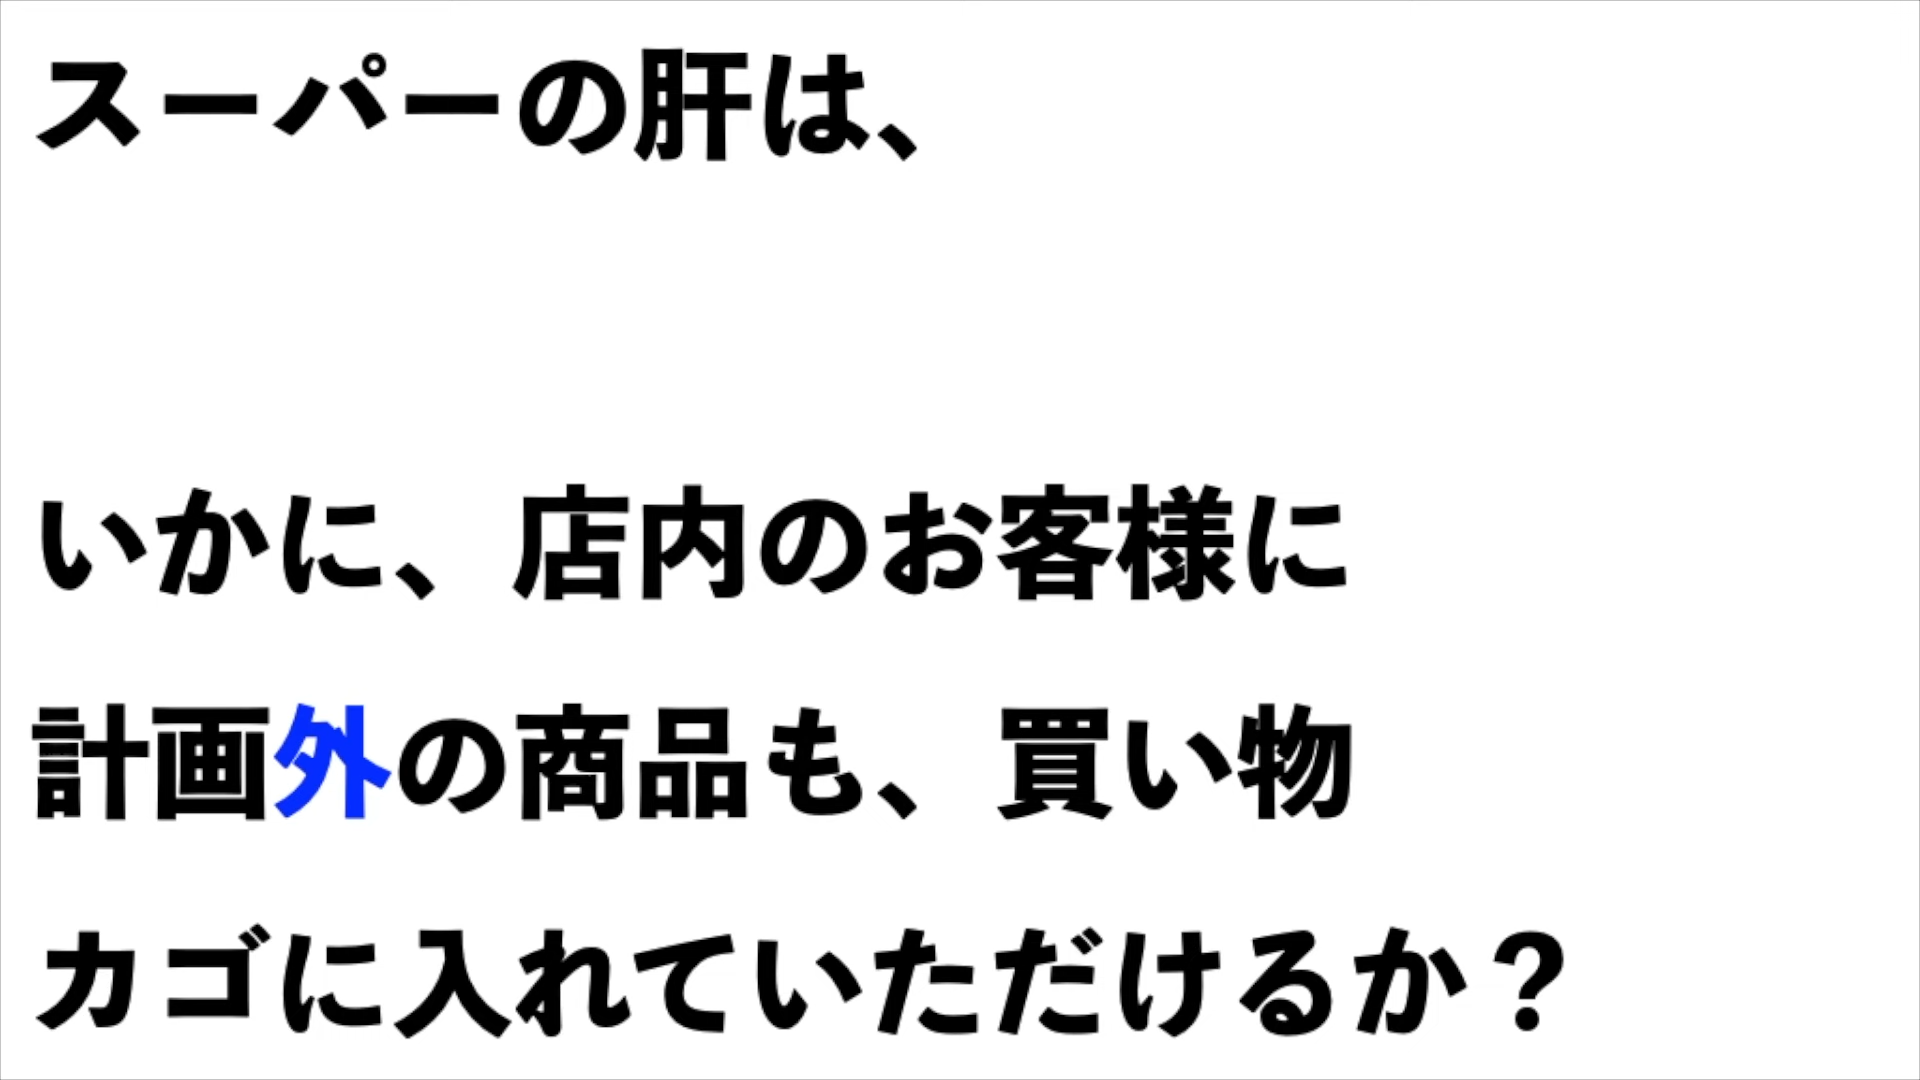 スーパーの肝は、
いかに、店内のお客様に
計画外の商品も、買い物
カゴに入れていただけるか？